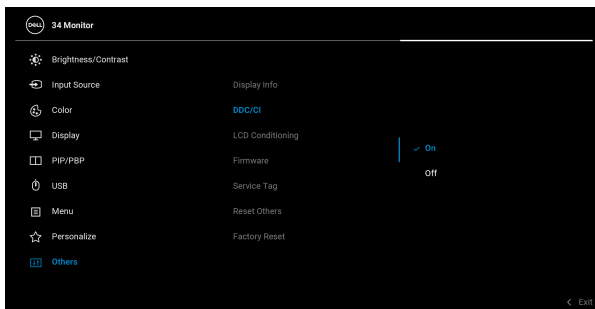 DELL 34 Monitor
Brightness/Contrast
Input Source Display Info
Color DDC/CI
Display LCD Conditioning
On
PIP/PBP Firmware
Off
USB Service Tag
Menu Reset Others
Personalize Factory Reset
Others
Exit